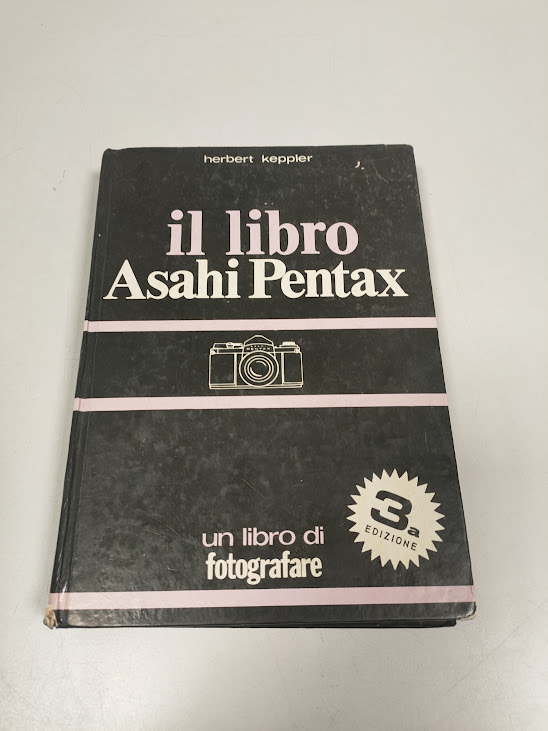 herbert keppler
il libro
Asahi Pentax
3a
EDIZIONE
un libro di
fotografare